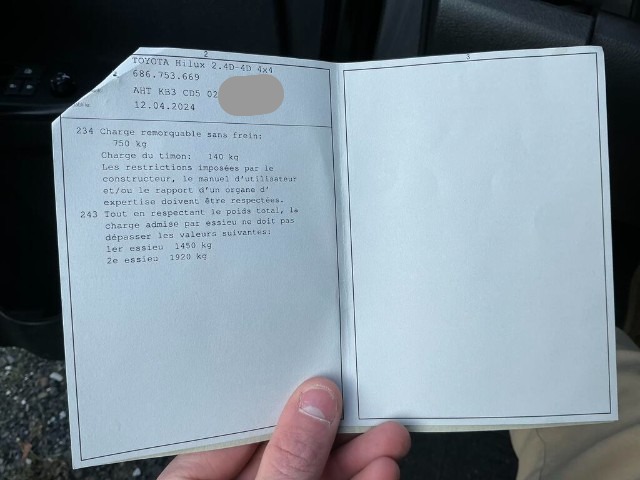 2
TOYOTA Hilux 2.4D-4D 4x4
686.753.669
AHT KB3 CD5 02
12.04.2024
234 Charge remorquable sans frein:
750 kg
Charge du timon: 140 kg
Les restrictions imposées par le
constructeur, le manuel d'utilisateur
et/ou le rapport d'un organe d'
expertise doivent être respectées.
243 Tout en respectant le poids total, la
charge admise par essieu ne doit pas
dépasser les valeurs suivantes:
1er essieu 1450 kg
2e essieu 1920 kg
3